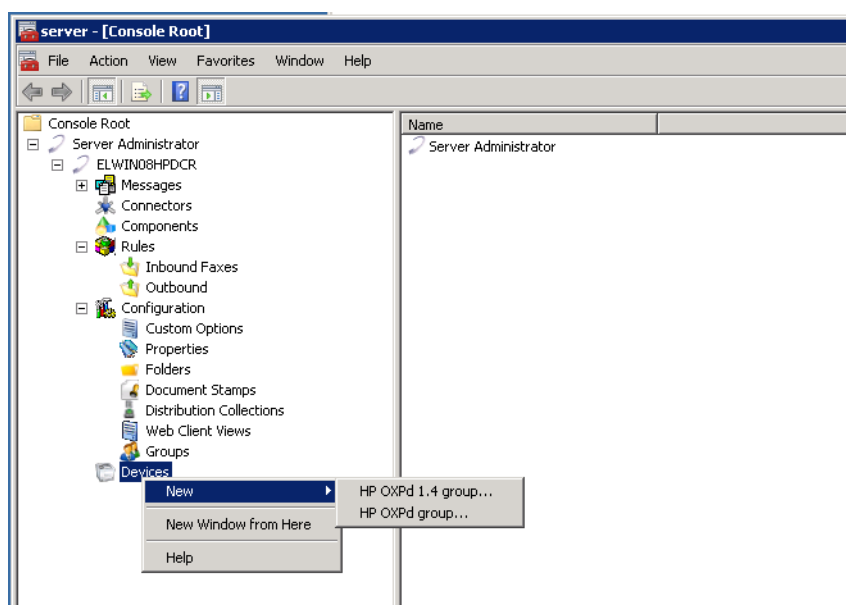 server - [Console Root]
File Action View Favorites Window Help
Console Root
Name
Server Administrator
Server Administrator
ELWIN08HPDCR
Messages
Connectors
Components
Rules
Inbound Faxes
Outbound
Configuration
Custom Options
Properties
Folders
Document Stamps
Distribution Collections
Web Client Views
Groups
Devices
New
HP OXPd 1.4 group...
HP OXPd group...
New Window from Here
Help